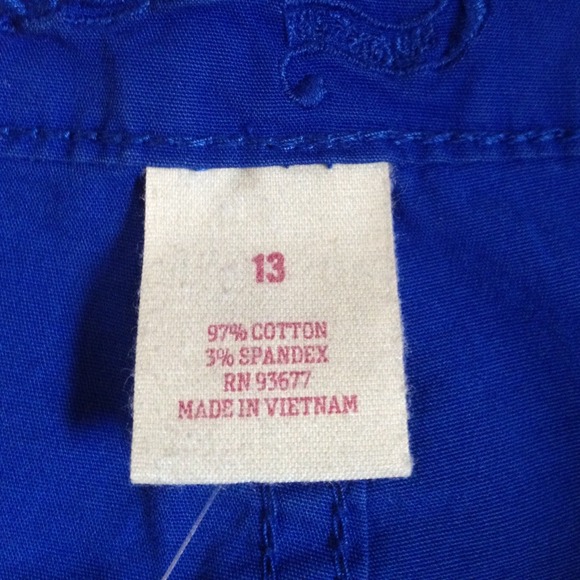 13
97% COTTON
3% SPANDEX
RN 93677
MADE IN VIETNAM